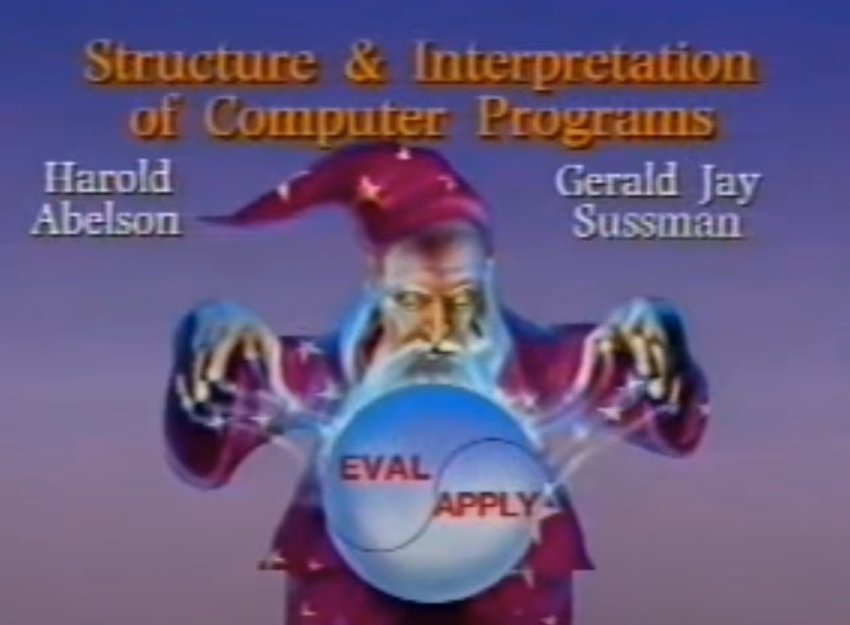 Structure & Interpretation
of Computer Programs
Harold
Abelson
Gerald Jay
Sussman
EVAL
APPLY